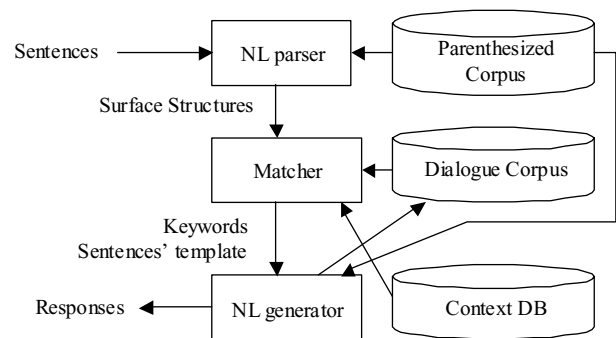 Sentences
NL parser
Parenthesized
Corpus
Surface Structures
Matcher
Dialogue Corpus
Keywords
Sentences’ template
Responses
NL generator
Context DB